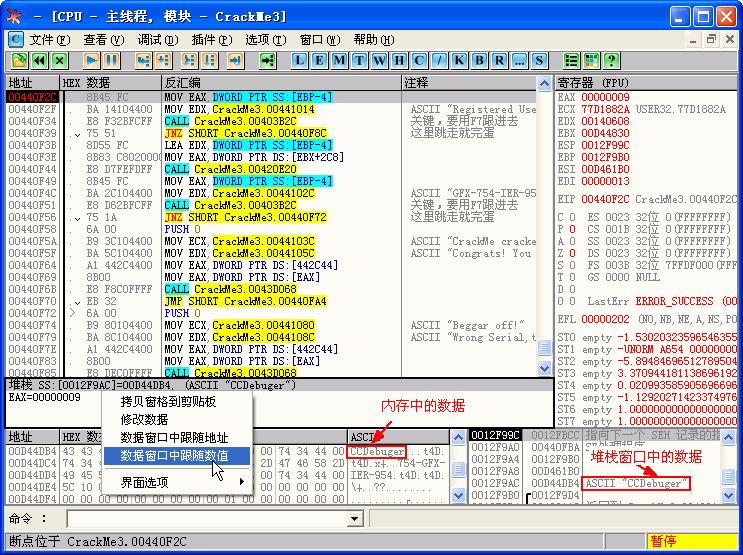 - [CPU - 主线程, 模块 - CrackMe3]
文件(F) 查看(V) 调试(D) 插件(P) 选项(T) 窗口(W) 帮助(H)
L E M T W H C / K B R ... S ?
地址 HEX 数据 反汇编 注释 寄存器 (FPU)
00440F2C . 8B45 FC MOV EAX,DWORD PTR SS:[EBP-4]
00440F2F . BA 14104400 MOV EDX,CrackMe3.00441014 ASCII "Registered Use
00440F34 . E8 F32BFCFF CALL CrackMe3.00403B2C 关键，要用F7跟进去
00440F39 . 75 51 JNZ SHORT CrackMe3.00440F8C 这里跳走就完蛋
00440F3B . 8D55 FC LEA EDX,DWORD PTR SS:[EBP-4]
00440F3E . 8B83 C8020000 MOV EAX,DWORD PTR DS:[EBX+2C8]
00440F44 . E8 D7FEFDFF CALL CrackMe3.00420E20
00440F49 . 8B45 FC MOV EAX,DWORD PTR SS:[EBP-4]
00440F4C . BA 2C104400 MOV EDX,CrackMe3.0044102C ASCII "GFX-754-IER-95
00440F51 . E8 D62BFCFF CALL CrackMe3.00403B2C 关键，要用F7跟进去
00440F56 . 75 1A JNZ SHORT CrackMe3.00440F72 这里跳走就完蛋
00440F58 . 6A 00 PUSH 0
00440F5A . B9 3C104400 MOV ECX,CrackMe3.0044103C ASCII "CrackMe cracke
00440F5F . BA 5C104400 MOV EDX,CrackMe3.0044105C ASCII "Congrats! You
00440F64 . A1 442C4400 MOV EAX,DWORD PTR DS:[442C44]
00440F69 . 8B00 MOV EAX,DWORD PTR DS:[EAX]
00440F6B . E8 F8C0FFFF CALL CrackMe3.0043D068
00440F70 . EB 32 JMP SHORT CrackMe3.00440FA4
00440F72 > 6A 00 PUSH 0
00440F74 . B9 80104400 MOV ECX,CrackMe3.00441080 ASCII "Beggar off!"
00440F79 . BA 8C104400 MOV EDX,CrackMe3.0044108C ASCII "Wrong Serial,t
00440F7E . A1 442C4400 MOV EAX,DWORD PTR DS:[442C44]
00440F83 . 8B00 MOV EAX,DWORD PTR DS:[EAX]
00440F85 . E8 DEC0FFFF CALL CrackMe3.0043D068
EAX 00000009
ECX 77D1882A USER32.77D1882A
EDX 00140608
EBX 00D44830
ESP 0012F9AC
EBP 0012F9B0
ESI 00D461B0
EDI 00000013
EIP 00440F2C CrackMe3.00440F2C
C 0 ES 0023 32位 0(FFFFFFFF)
P 0 CS 001B 32位 0(FFFFFFFF)
A 0 SS 0023 32位 0(FFFFFFFF)
Z 0 DS 0023 32位 0(FFFFFFFF)
S 0 FS 003B 32位 7FFDF000(FFF
T 0 GS 0000 NULL
D 0
O 0 LastErr ERROR_SUCCESS (00
EFL 00000202 (NO,NB,NE,A,NS,PO
ST0 empty -1.5302032359654635
ST1 empty -UNORM A654 00000000
ST2 empty -5.8948469651289050
ST3 empty 3.3709441811386919
ST4 empty 0.0209935859056966
ST5 empty -1.1292027142337497
ST6 empty 1.0000000000000000
ST7 empty 1.0000000000000000
堆栈 SS:[0012F9AC]=00D44DB4, (ASCII "CCDebuger")
EAX=00000009
拷贝窗格到剪贴板
修改数据
数据窗口中跟随地址
数据窗口中跟随数值
界面选项
内存中的数据
堆栈窗口中的数据
地址 HEX 数 ASCII
00D44DB4 43 43 4 00 74 34 44 00 CCDebuger...t4D.
00D44DC4 74 34 4 2D 47 46 58 2D t4D.x+..754-GFX-
00D44DD4 49 45 5 00 74 34 44 00 IER-954.t4D.t4D.
00D44DE4 5C 10 0 00 00 00 00 00 \+..??..........
0012F99C 0012FBCC 指向下一个 SEH 记录的指
0012F9A0 SE处理程序
0012F9A4
0012F9A8 00D461B0
0012F9AC 00D44DB4 ASCII "CCDebuger"
0012F9B0 0012F9D4
命令：
断点位于 CrackMe3.00440F2C 暂停